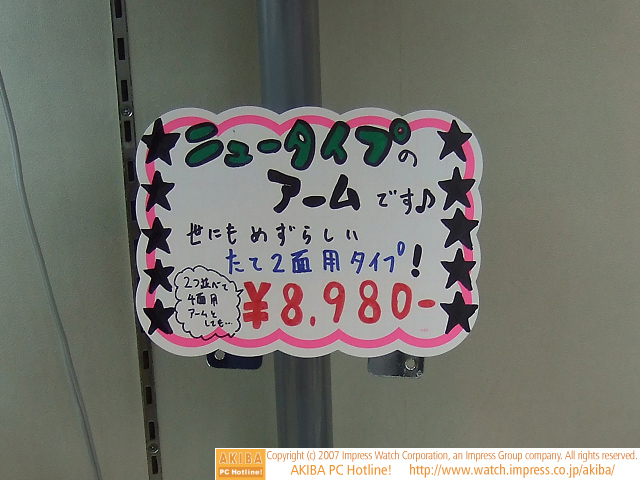 ニュータイプの
アームです♪
世にもめずらしい
たて2面用タイプ!
2つ並べて
4面用
アームと
しても…
¥8,980-
AKIBA
PC Hotline!
Copyright (c) 2007 Impress Watch Corporation, an Impress Group company. All rights reserved.
AKIBA PC Hotline! http://www.watch.impress.co.jp/akiba/